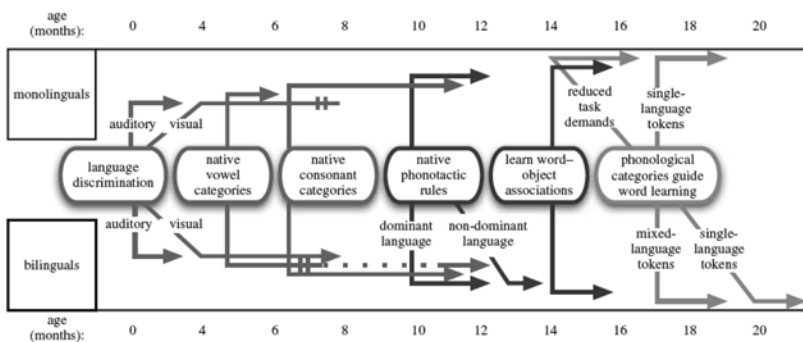 age
(months): 0 4 6 8 10 12 14 16 18 20
monolinguals
auditory visual
reduced
task
demands
single-
language
tokens
language
discrimination
native
vowel
categories
native
consonant
categories
native
phonotactic
rules
learn word–
object
associations
phonological
categories guide
word learning
bilinguals
auditory visual
dominant
language
non-dominant
language
mixed-
language
tokens
single-
language
tokens
age
(months): 0 4 6 8 10 12 14 16 18 20